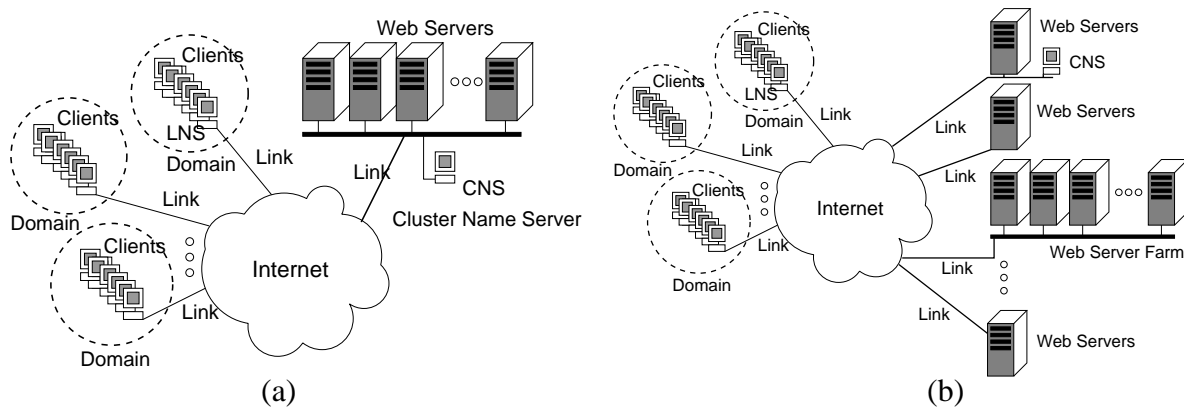 Clients
LNS
Domain
Link
Web Servers
Link
CNS
Cluster Name Server
Clients
Domain
Link
Clients
Domain
Link
Internet
(a)
Clients
LNS
Domain
Link
Clients
Domain
Link
Clients
Domain
Link
Internet
Web Servers
CNS
Link
Web Servers
Link
Web Server Farm
Link
Link
Web Servers
(b)